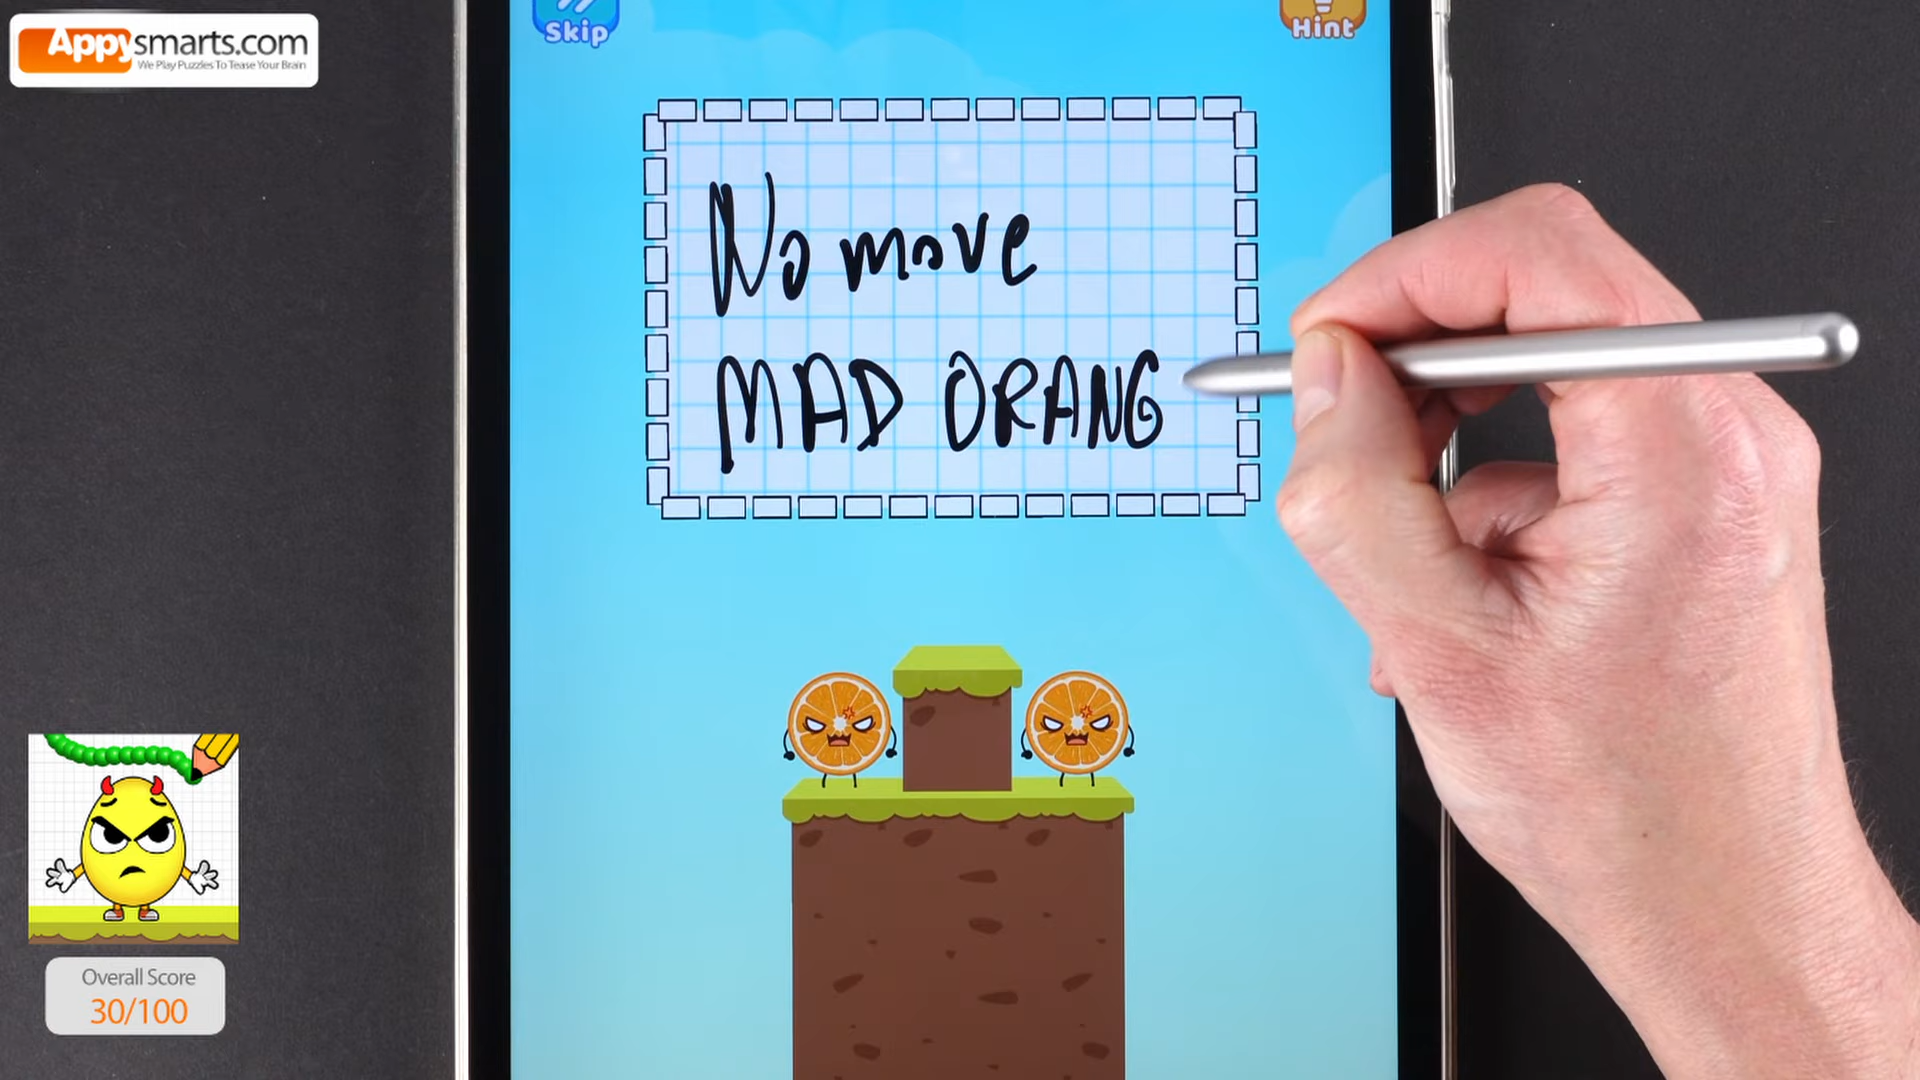 Appysmarts.com
We Play Puzzles To Tease Your Brain
Skip
Hint
No move
MAD ORANG
Overall Score
30/100